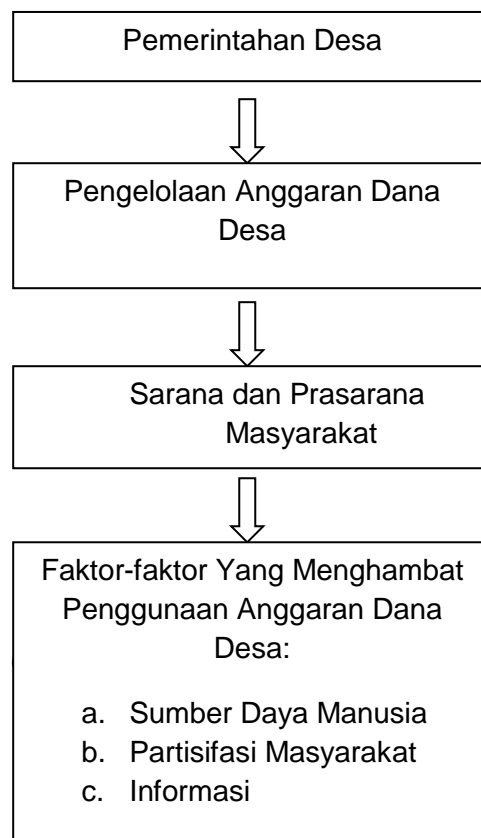 Pemerintahan Desa
Pengelolaan Anggaran Dana
Desa
Sarana dan Prasarana
Masyarakat
Faktor-faktor Yang Menghambat
Penggunaan Anggaran Dana
Desa:
a. Sumber Daya Manusia
b. Partisifasi Masyarakat
c. Informasi